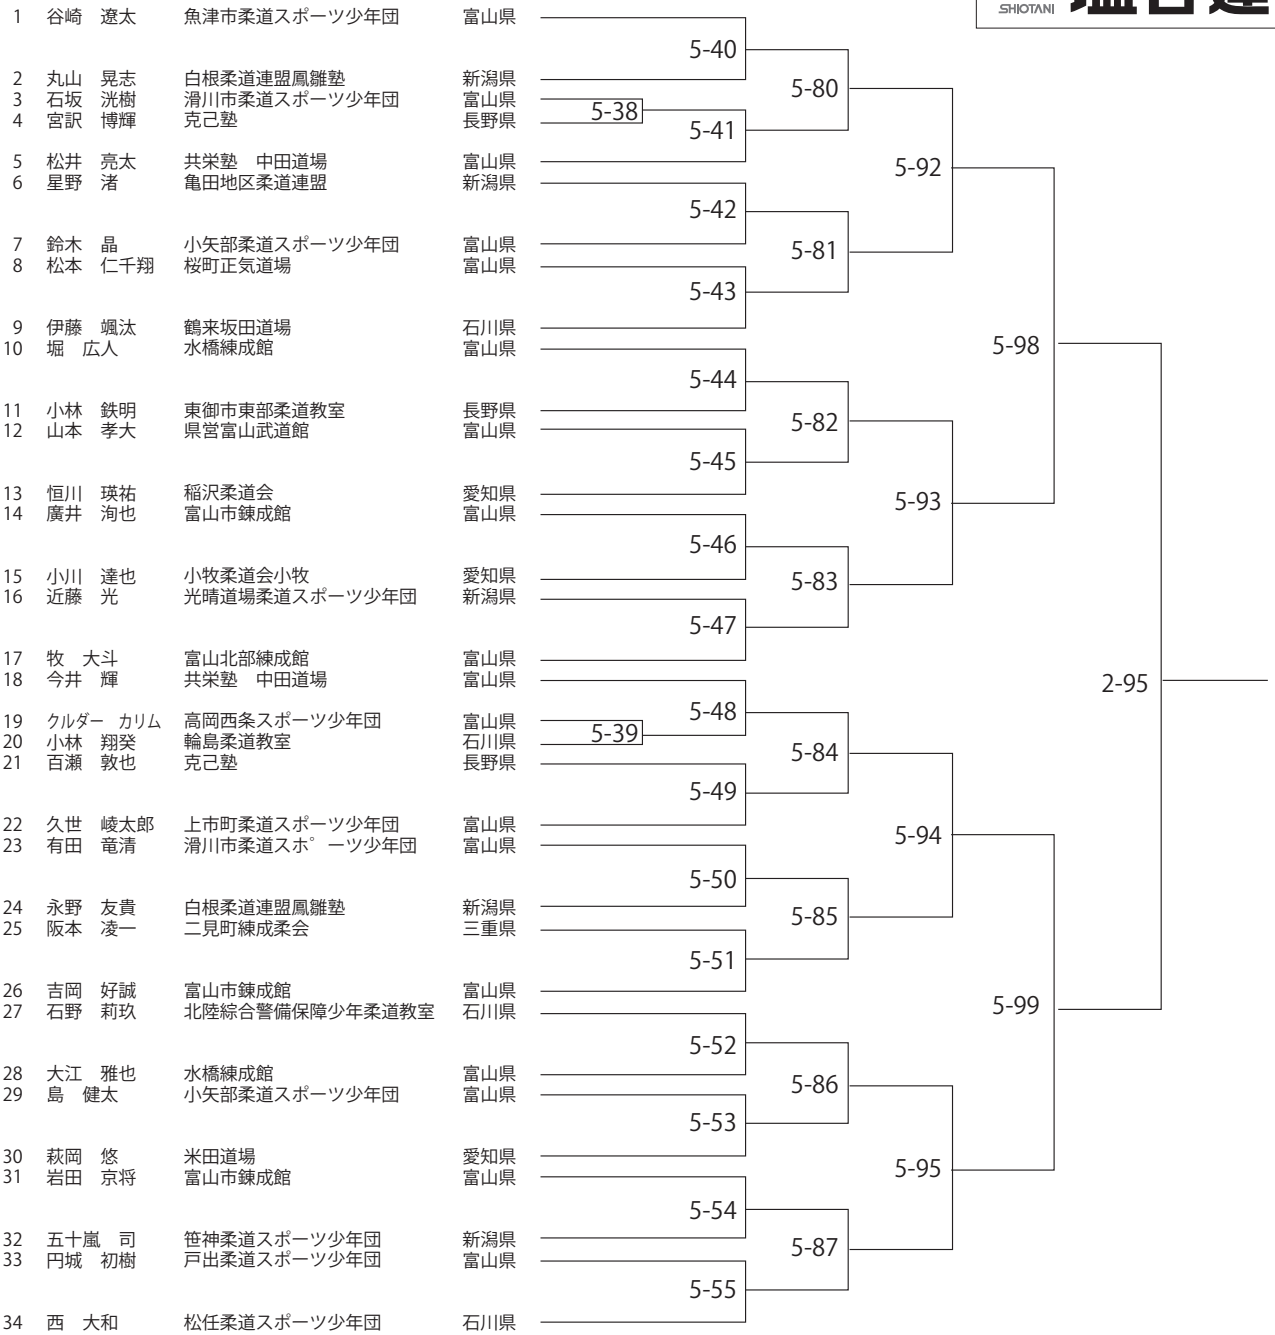 SHIOTANI
1 谷崎 遼太 魚津市柔道スポーツ少年団 富山県
5-40
2 丸山 晃志 白根柔道連盟鳳雛塾 新潟県
5-80
3 石坂 洸樹 滑川市柔道スポーツ少年団 富山県
5-38
4 宮訳 博輝 克己塾 長野県
5-41
5 松井 亮太 共栄塾 中田道場 富山県
5-92
6 星野 渚 亀田地区柔道連盟 新潟県
5-42
7 鈴木 晶 小矢部柔道スポーツ少年団 富山県
5-81
8 松本 仁千翔 桜町正気道場 富山県
5-43
9 伊藤 颯汰 鶴来坂田道場 石川県
5-98
10 堀 広人 水橋練成館 富山県
5-44
11 小林 鉄明 東御市東部柔道教室 長野県
5-82
12 山本 孝大 県営富山武道館 富山県
5-45
13 恒川 瑛祐 稲沢柔道会 愛知県
5-93
14 廣井 洵也 富山市錬成館 富山県
5-46
15 小川 達也 小牧柔道会小牧 愛知県
5-83
16 近藤 光 光晴道場柔道スポーツ少年団 新潟県
5-47
17 牧 大斗 富山北部練成館 富山県
18 今井 輝 共栄塾 中田道場 富山県
2-95
5-48
19 クルダー カリム 高岡西条スポーツ少年団 富山県
5-39
20 小林 翔癸 輪島柔道教室 石川県
5-84
21 百瀬 敦也 克己塾 長野県
5-49
22 久世 崚太郎 上市町柔道スポーツ少年団 富山県
5-94
23 有田 竜清 滑川市柔道スホ゜ーツ少年団 富山県
5-50
24 永野 友貴 白根柔道連盟鳳雛塾 新潟県
5-85
25 阪本 凌一 二見町練成柔会 三重県
5-51
26 吉岡 好誠 富山市錬成館 富山県
5-99
27 石野 莉玖 北陸綜合警備保障少年柔道教室 石川県
5-52
28 大江 雅也 水橋練成館 富山県
5-86
29 島 健太 小矢部柔道スポーツ少年団 富山県
5-53
30 萩岡 悠 米田道場 愛知県
5-95
31 岩田 京将 富山市錬成館 富山県
5-54
32 五十嵐 司 笹神柔道スポーツ少年団 新潟県
5-87
33 円城 初樹 戸出柔道スポーツ少年団 富山県
5-55
34 西 大和 松任柔道スポーツ少年団 石川県